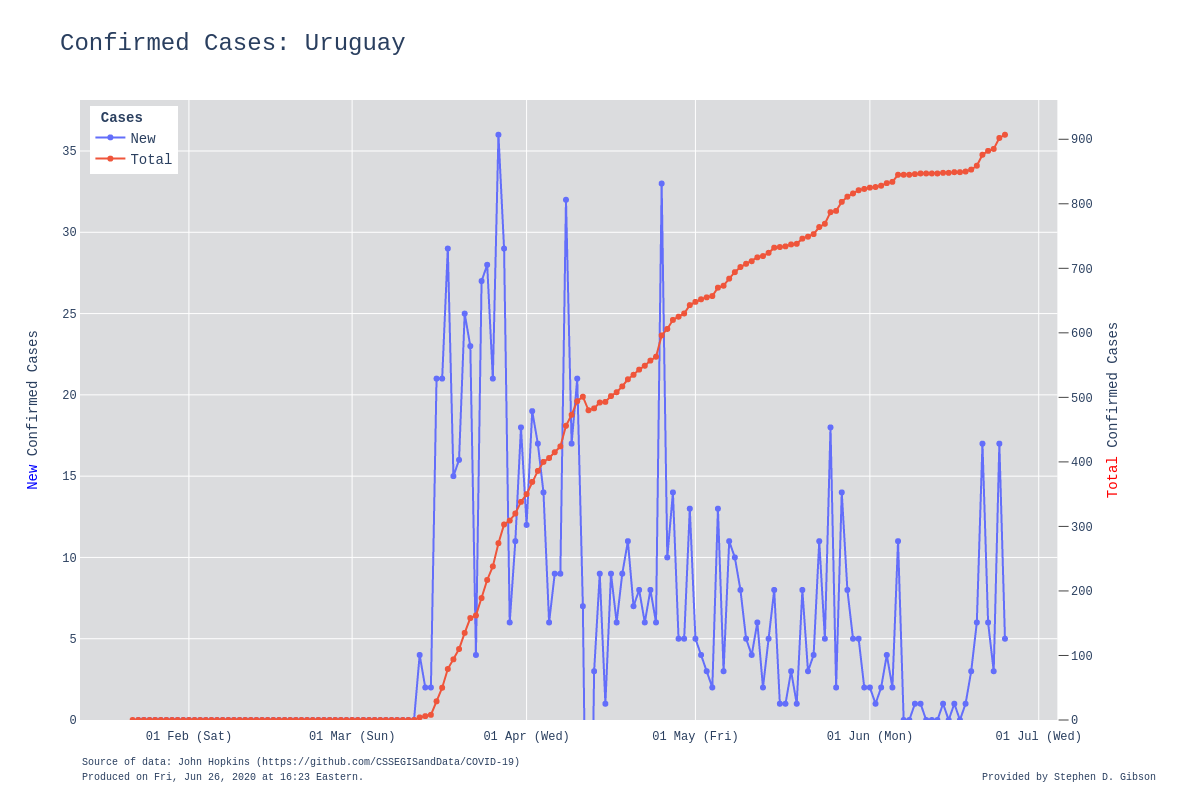 Confirmed Cases: Uruguay
Cases
New
Total
35
30
25
20
15
10
5
0
900
800
700
600
500
400
300
200
100
0
New Confirmed Cases
Total Confirmed Cases
01 Feb (Sat)
01 Mar (Sun)
01 Apr (Wed)
01 May (Fri)
01 Jun (Mon)
01 Jul (Wed)
Source of data: John Hopkins (https://github.com/CSSEGISandData/COVID-19)
Produced on Fri, Jun 26, 2020 at 16:23 Eastern.
Provided by Stephen D. Gibson